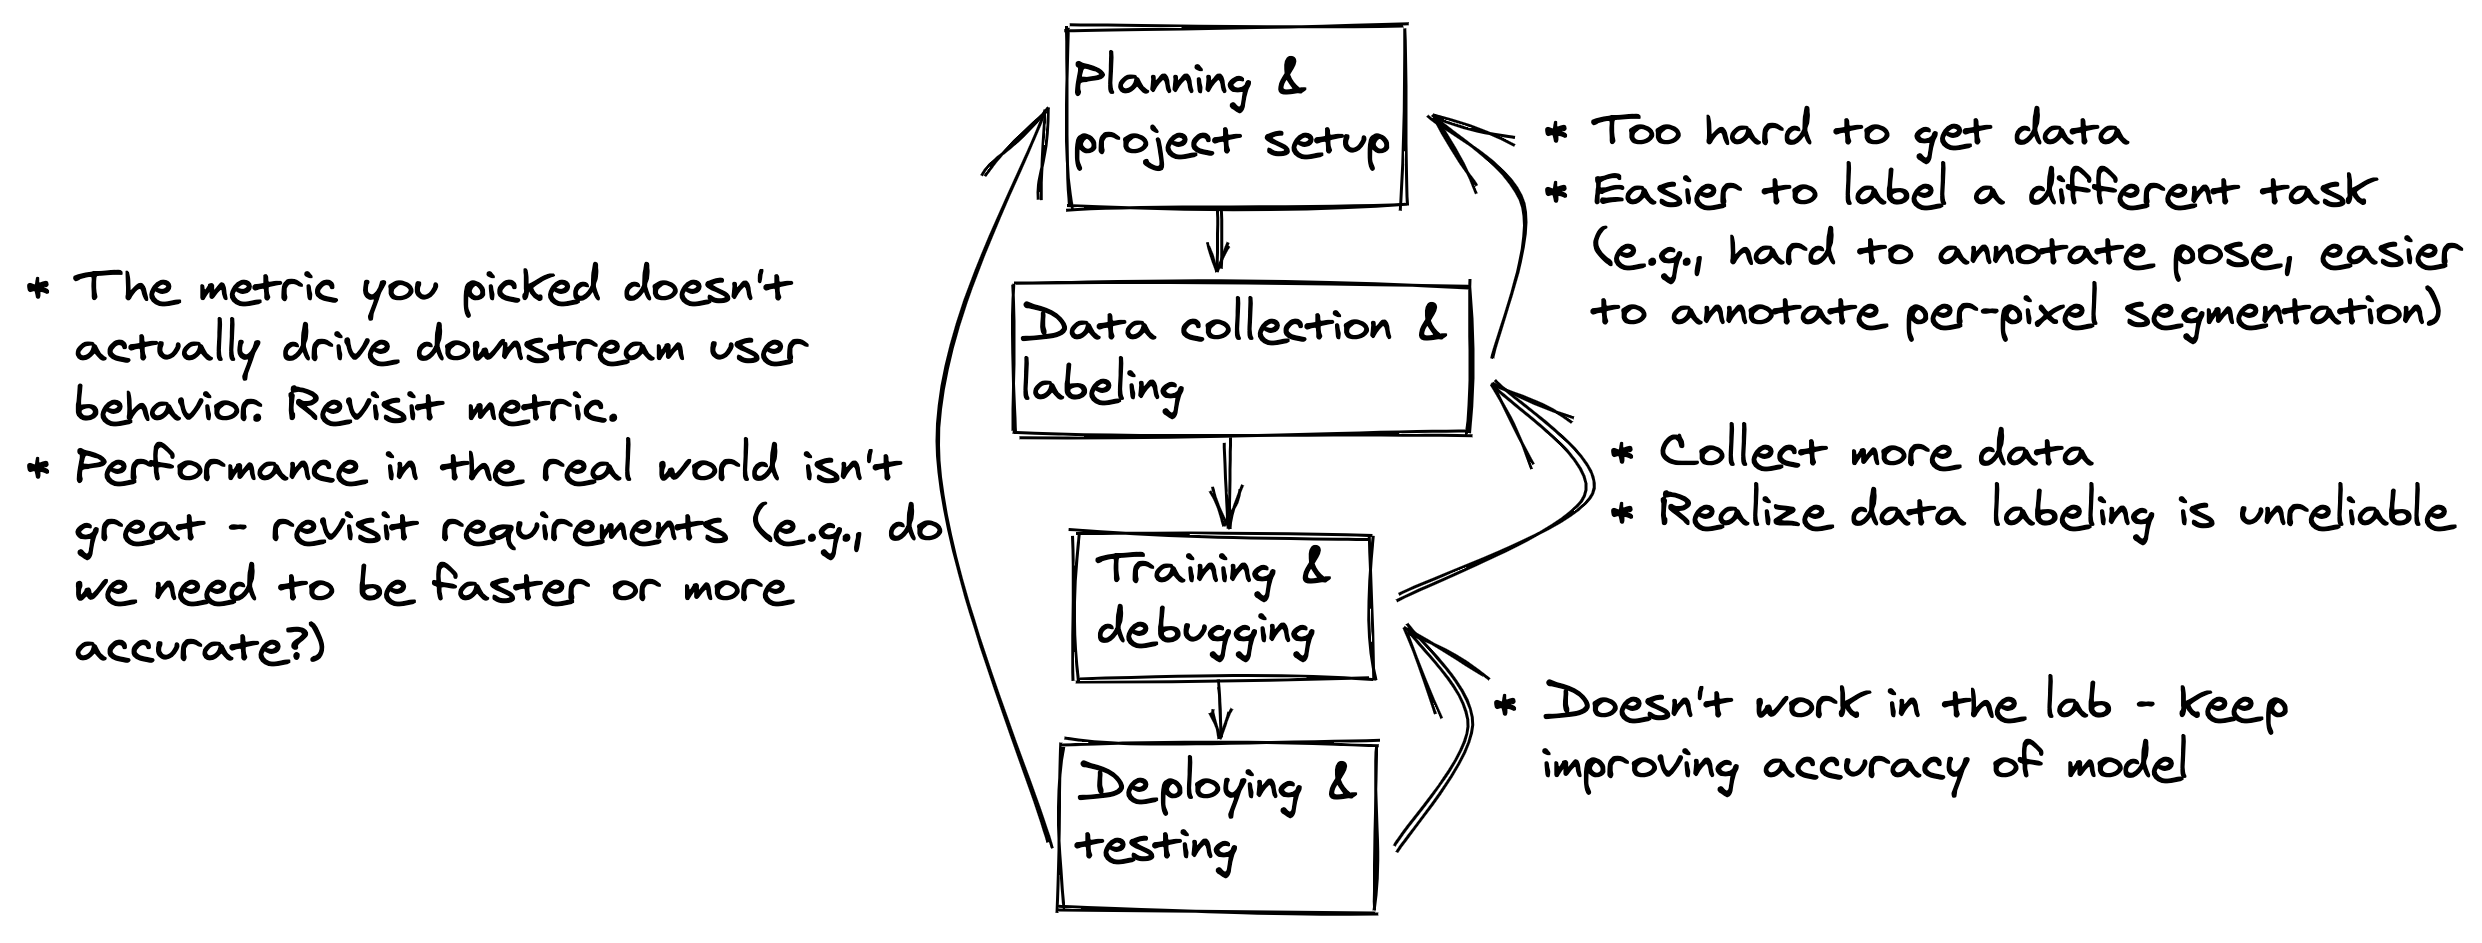 Planning &
project setup
* Too hard to get data
* Easier to label a different task
(e.g., hard to annotate pose, easier
to annotate per-pixel segmentation)
* The metric you picked doesn't
actually drive downstream user
behavior. Revisit metric.
* Performance in the real world isn't
great - revisit requirements (e.g., do
we need to be faster or more
accurate?)
Data collection &
labeling
* Collect more data
* Realize data labeling is unreliable
Training &
debugging
* Doesn't work in the lab - keep
improving accuracy of model
Deploying &
testing